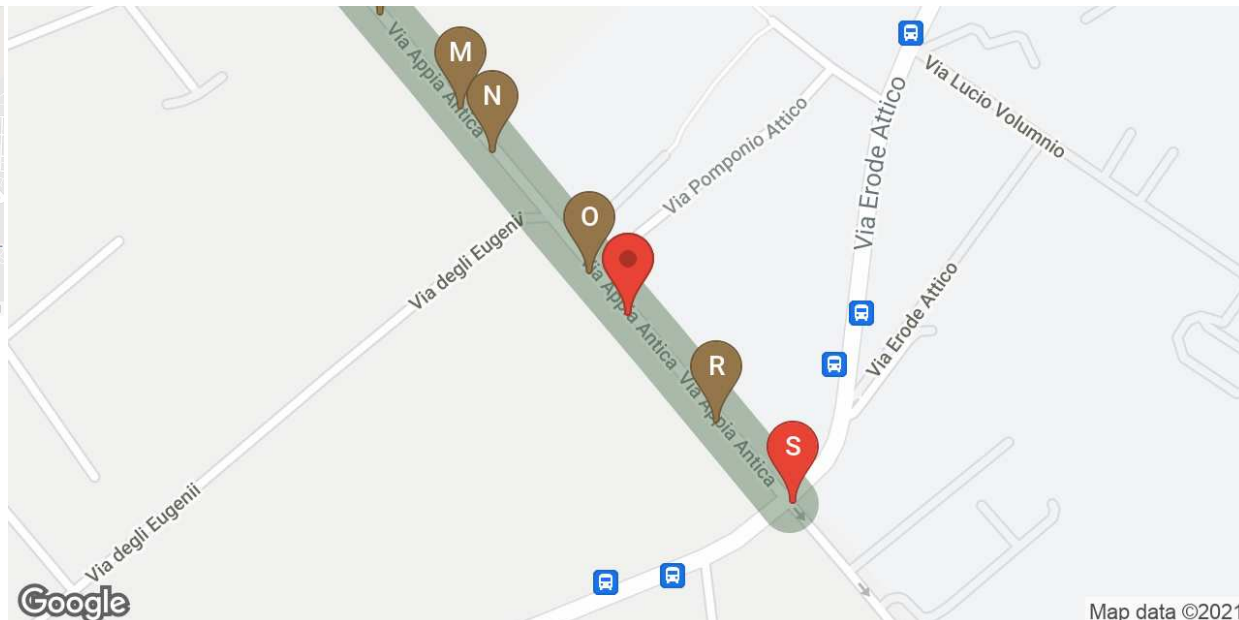 Via Appia Antica
M
N
Via Lucio Volumnio
Via Erode Attico
Via Pomponio Attico
O
Via degli Eugenii
Via Appia Antica
Via Erode Attico
R
Via Appia Antica
S
Via degli Eugenii
Google
Map data ©2021